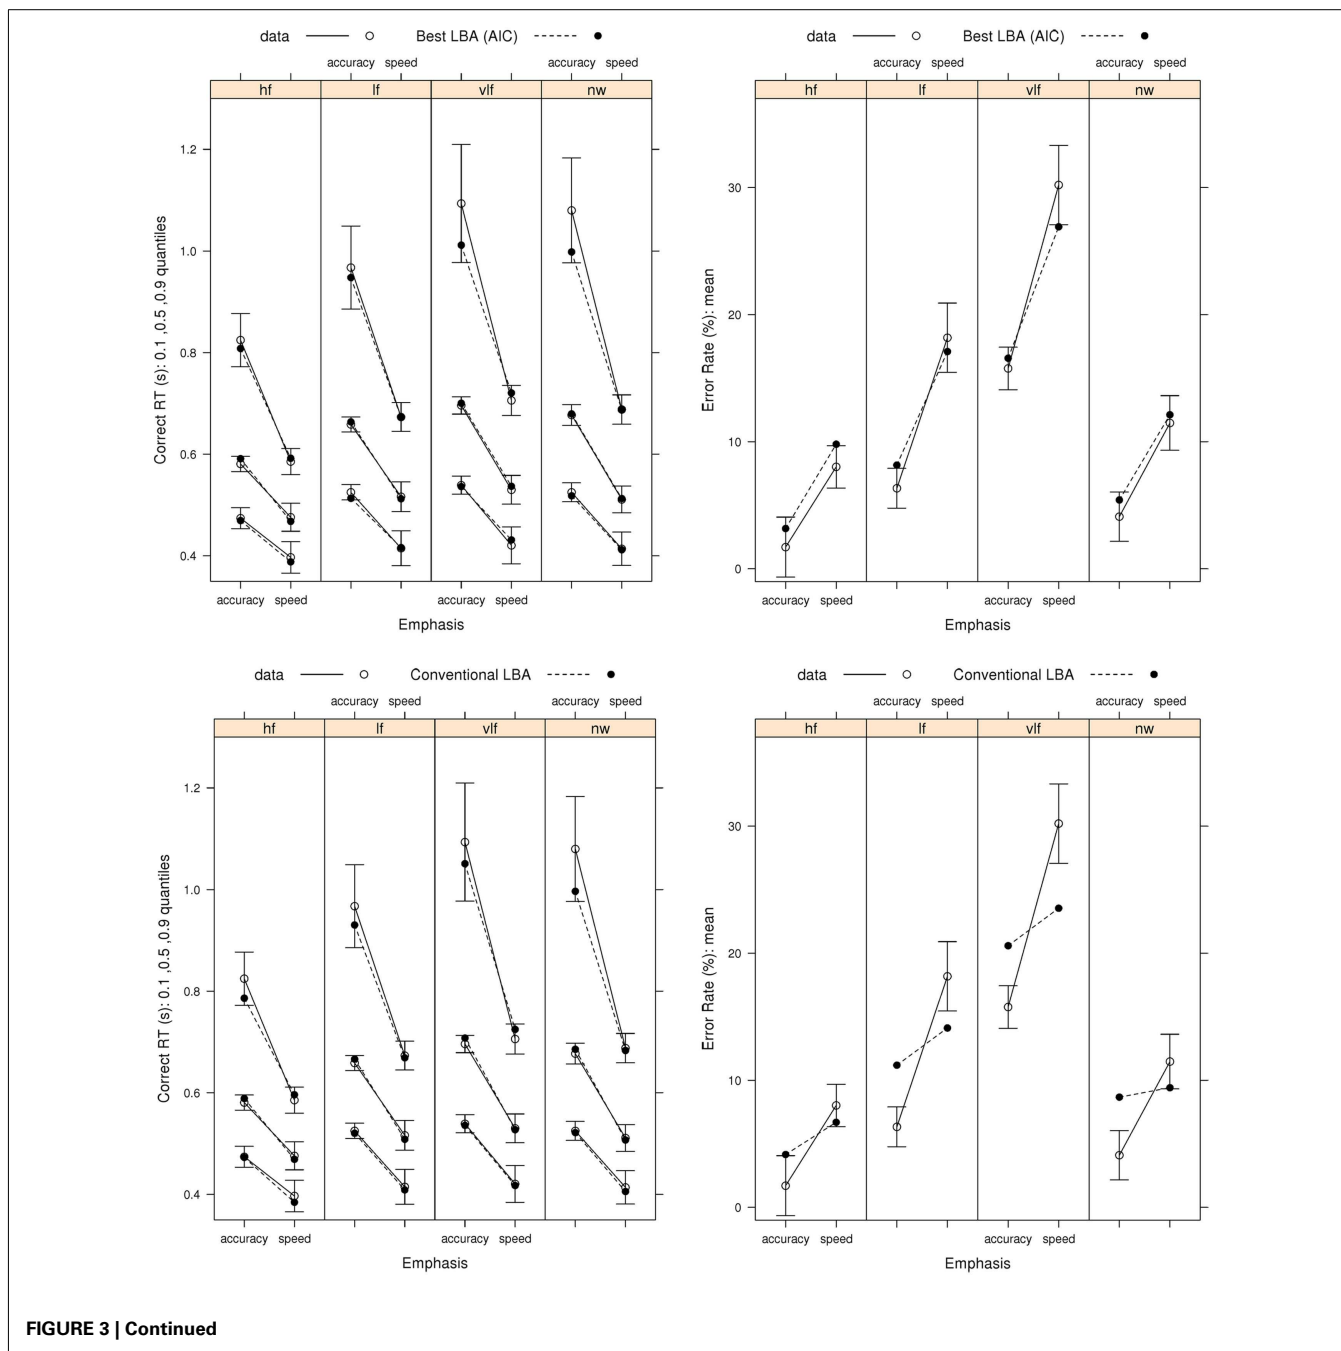 data Best LBA (AIC) data Best LBA (AIC)
accuracy speed accuracy speed accuracy speed accuracy speed
hf lf vlf nw hf lf vlf nw
Correct RT (s): 0.1 ,0.5 ,0.9 quantiles
1.2
1.0
0.8
0.6
0.4
Error Rate (%): mean
30
20
10
0
accuracy speed accuracy speed accuracy speed accuracy speed
Emphasis Emphasis
data Conventional LBA data Conventional LBA
accuracy speed accuracy speed accuracy speed accuracy speed
hf lf vlf nw hf lf vlf nw
Correct RT (s): 0.1 ,0.5 ,0.9 quantiles
1.2
1.0
0.8
0.6
0.4
Error Rate (%): mean
30
20
10
0
accuracy speed accuracy speed accuracy speed accuracy speed
Emphasis Emphasis
FIGURE 3 | Continued